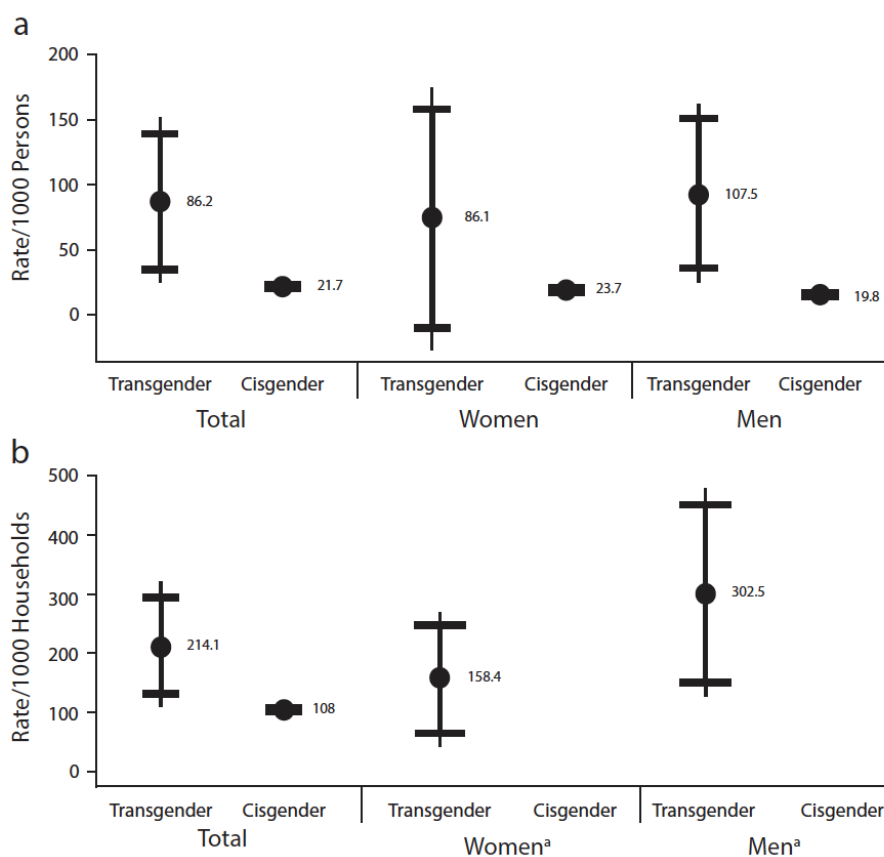 a
Rate/1000 Persons
200
150
100
50
0
86.2
21.7
86.1
23.7
107.5
19.8
Transgender Cisgender Transgender Cisgender Transgender Cisgender
Total Women Men
b
Rate/1000 Households
500
400
300
200
100
0
214.1
108
158.4
302.5
Transgender Cisgender Transgender Cisgender Transgender Cisgender
Total Womenᵃ Menᵃ